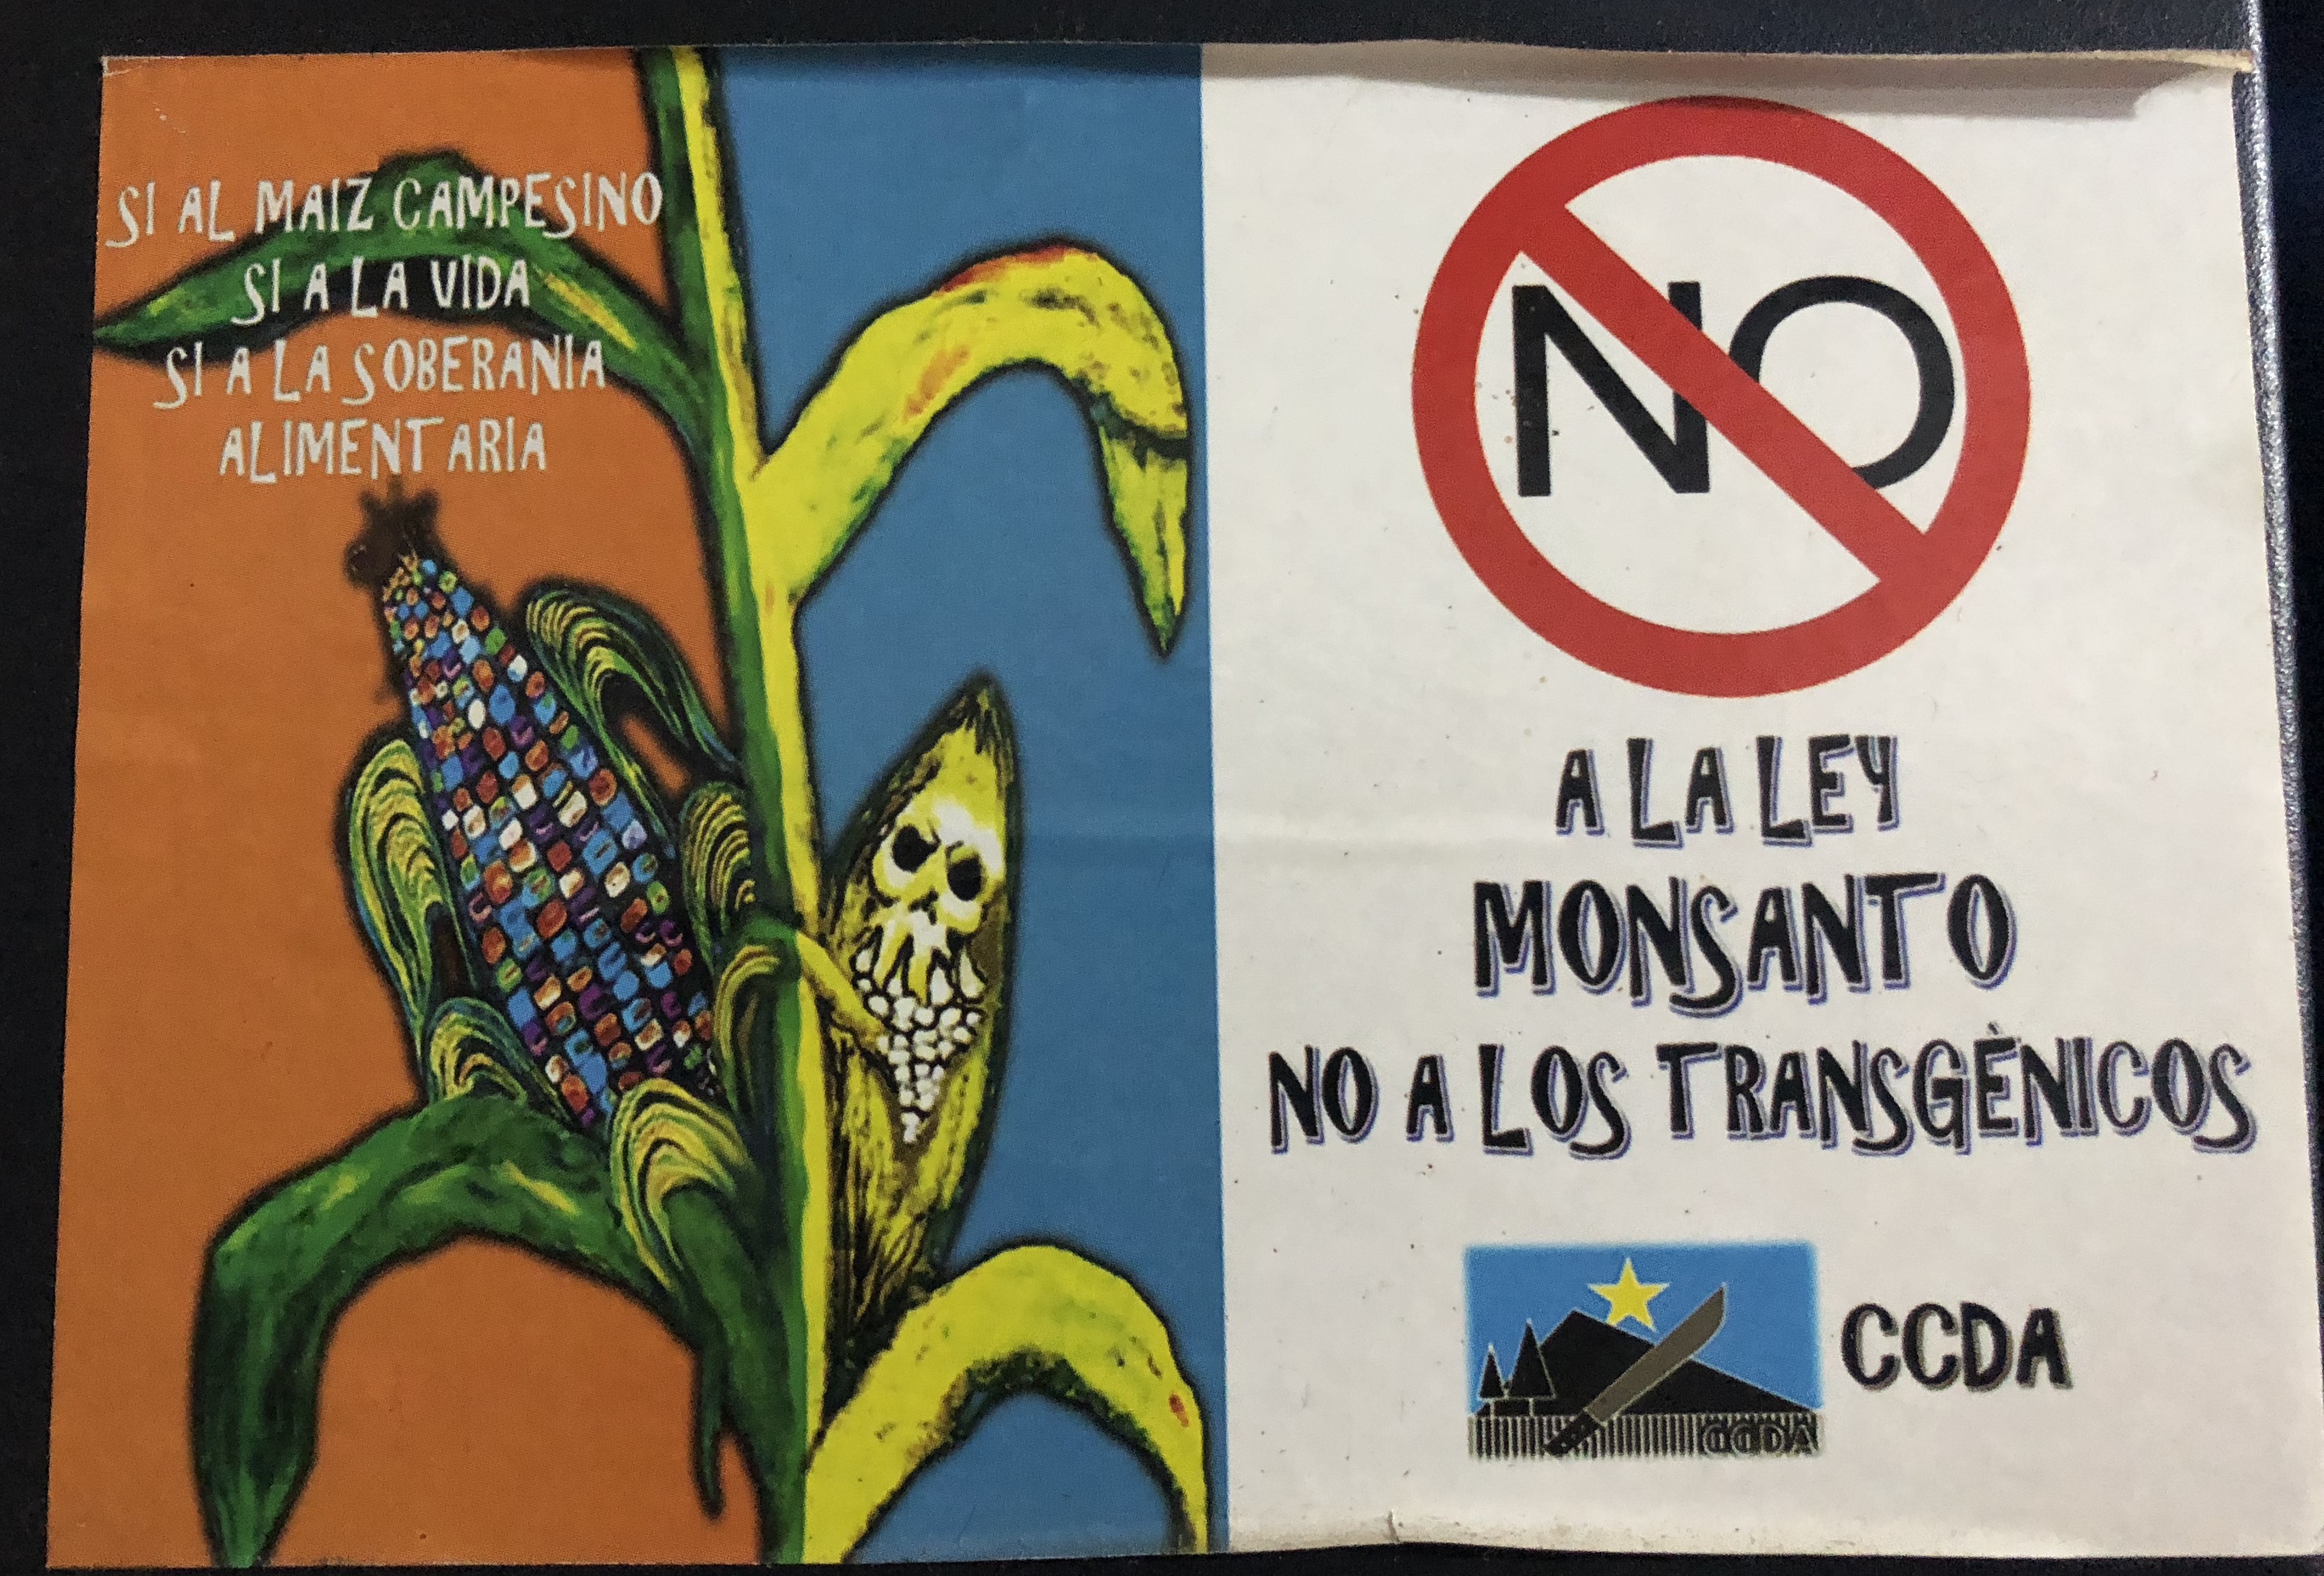 SI AL MAIZ CAMPESINO
SI A LA VIDA
SI A LA SOBERANIA
ALIMENTARIA
NO
A LA LEY
MONSANTO
NO A LOS TRANSGÉNICOS
CCDA
CCDA